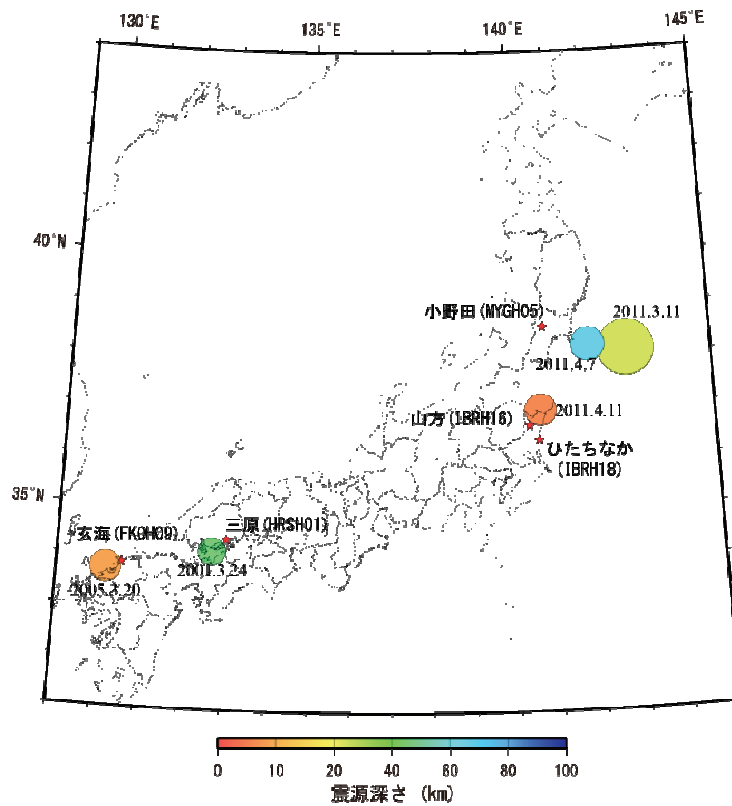 130°E
135°E
140°E
145°E
40°N
小野田(MYGH05)
2011.3.11
2011.4.7
2011.4.11
山方(IBRH16)
ひたちなか
(IBRH18)
35°N
三原(HRSH01)
玄海(FKOH09)
2001.3.24
2005.3.20
0 10 20 40 60 80 100
震源深さ (km)